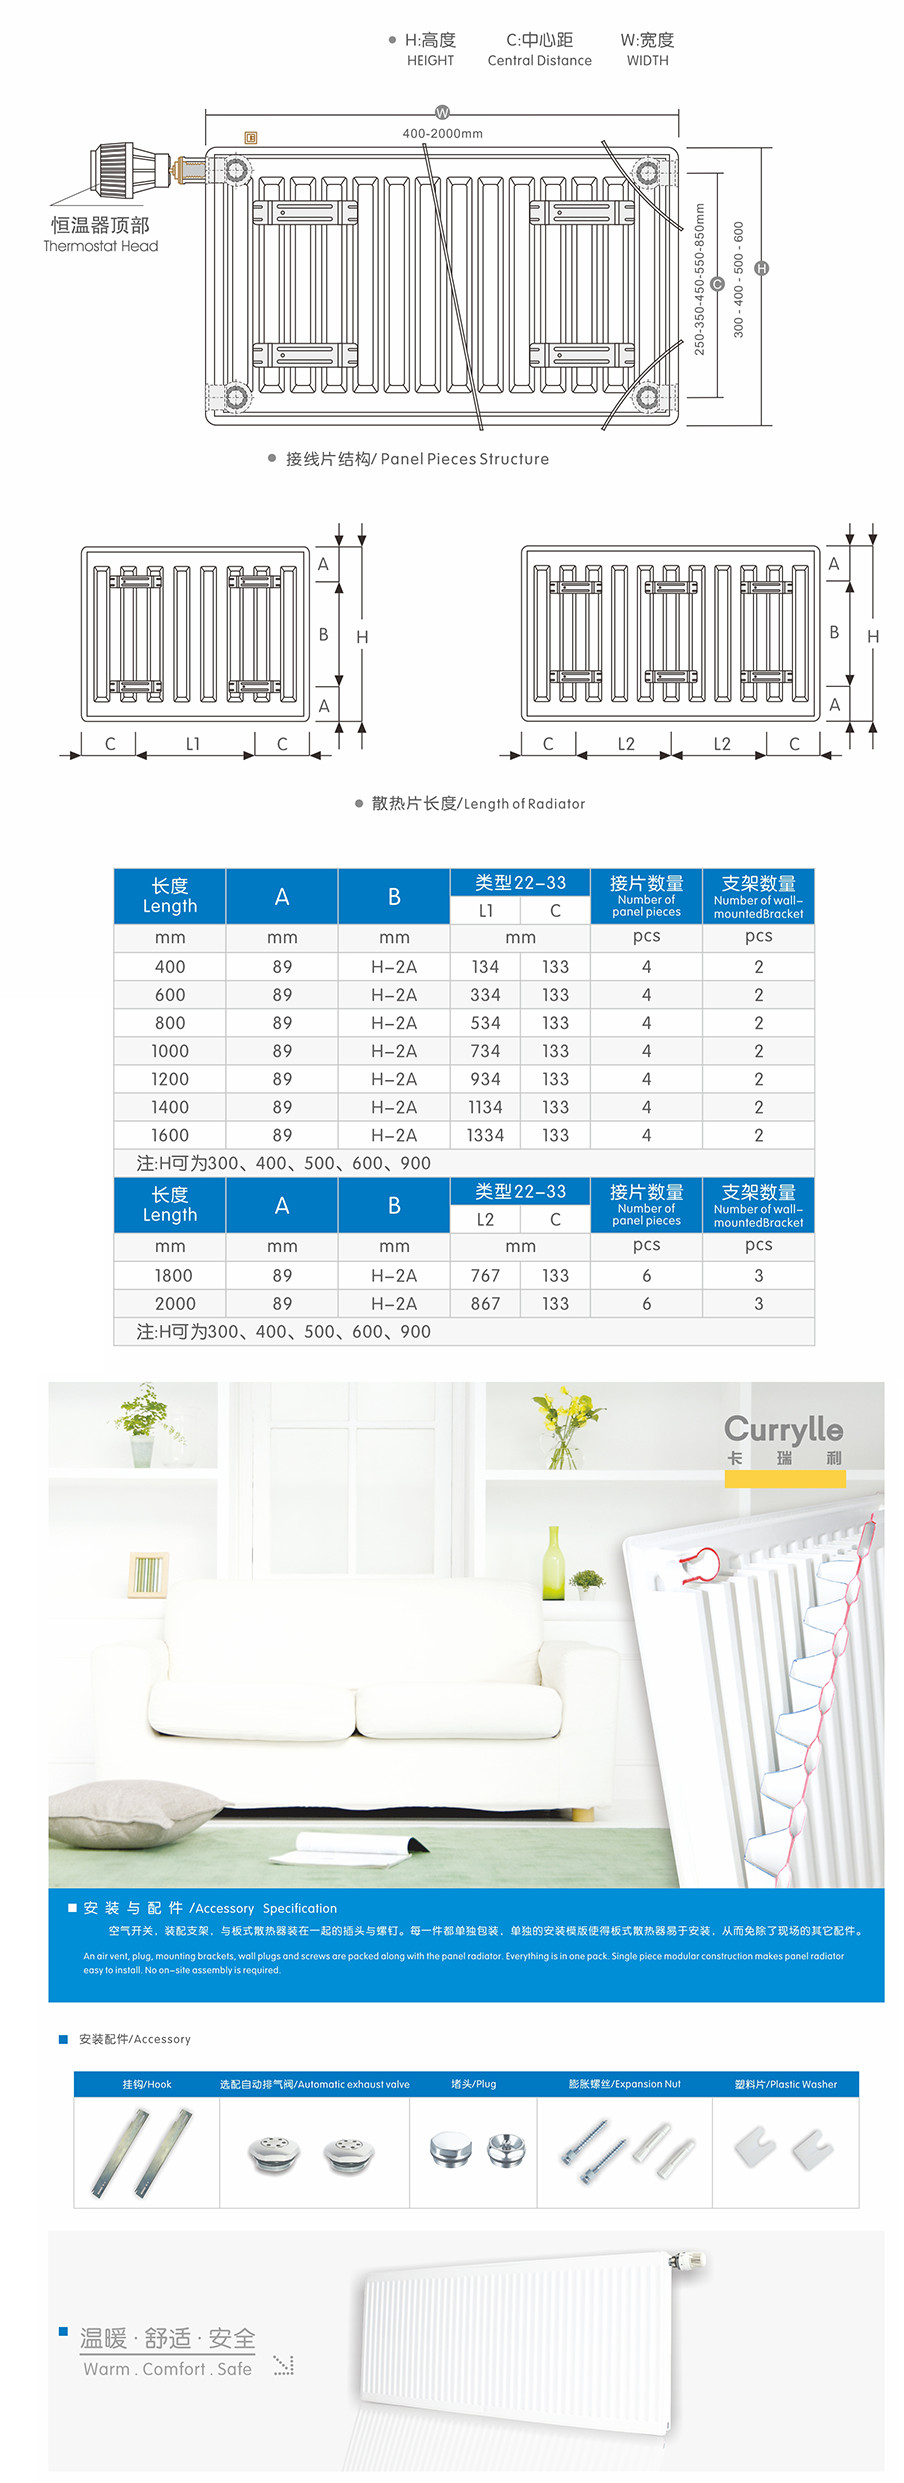 H:高度 C:中心距 W:宽度
HEIGHT Central Distance WIDTH
W
400-2000mm
恒温器顶部
Thermostat Head
250-350-450-550-850mm
C
300 - 400 - 500 - 600
H
接线片结构/ Panel Pieces Structure
A
B
H
A
C L1 C
A
B
H
A
C L2 L2 C
散热片长度/Length of Radiator
长度 A B 类型22-33 接片数量 支架数量
Length L1 C Number of panel pieces Number of wall-mountedBracket
mm mm mm mm pcs pcs
400 89 H-2A 134 133 4 2
600 89 H-2A 334 133 4 2
800 89 H-2A 534 133 4 2
1000 89 H-2A 734 133 4 2
1200 89 H-2A 934 133 4 2
1400 89 H-2A 1134 133 4 2
1600 89 H-2A 1334 133 4 2
注:H可为300、400、500、600、900
长度 A B 类型22-33 接片数量 支架数量
Length L2 C Number of panel pieces Number of wall-mountedBracket
mm mm mm mm pcs pcs
1800 89 H-2A 767 133 6 3
2000 89 H-2A 867 133 6 3
注:H可为300、400、500、600、900
Currylle
卡瑞利
安装与配件/Accessory Specification
空气开关，装配支架，与板式散热器装在一起的插头与螺钉。每一件都单独包装，单独的安装模版使得板式散热器易于安装，从而免除了现场的其它配件。
An air vent, plug, mounting brackets, wall plugs and screws are packed along with the panel radiator. Everything is in one pack. Single piece modular construction makes panel radiator
easy to install. No on-site assembly is required.
安装配件/Accessory
挂钩/Hook 选配自动排气阀/Automatic exhaust valve 堵头/Plug 膨胀螺丝/Expansion Nut 塑料片/Plastic Washer
温暖·舒适·安全
Warm . Comfort . Safe